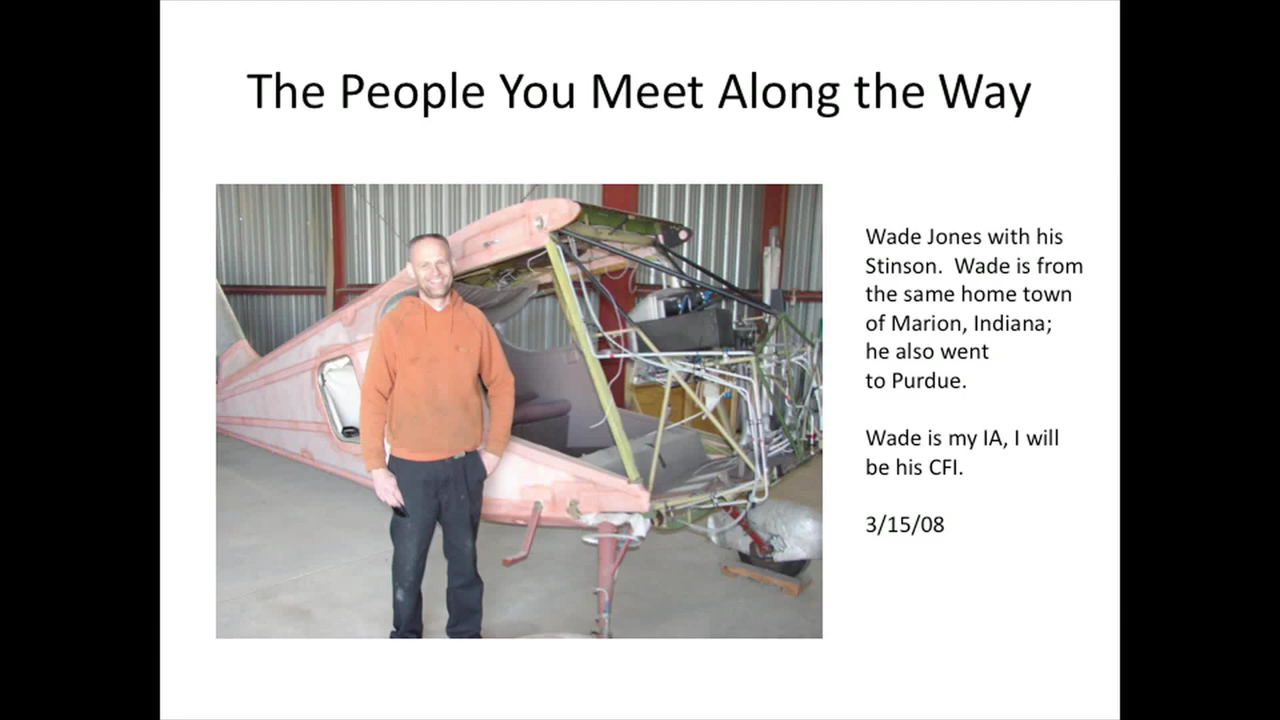 The People You Meet Along the Way
Wade Jones with his
Stinson.  Wade is from
the same home town
of Marion, Indiana;
he also went
to Purdue.
Wade is my IA, I will
be his CFI.
3/15/08